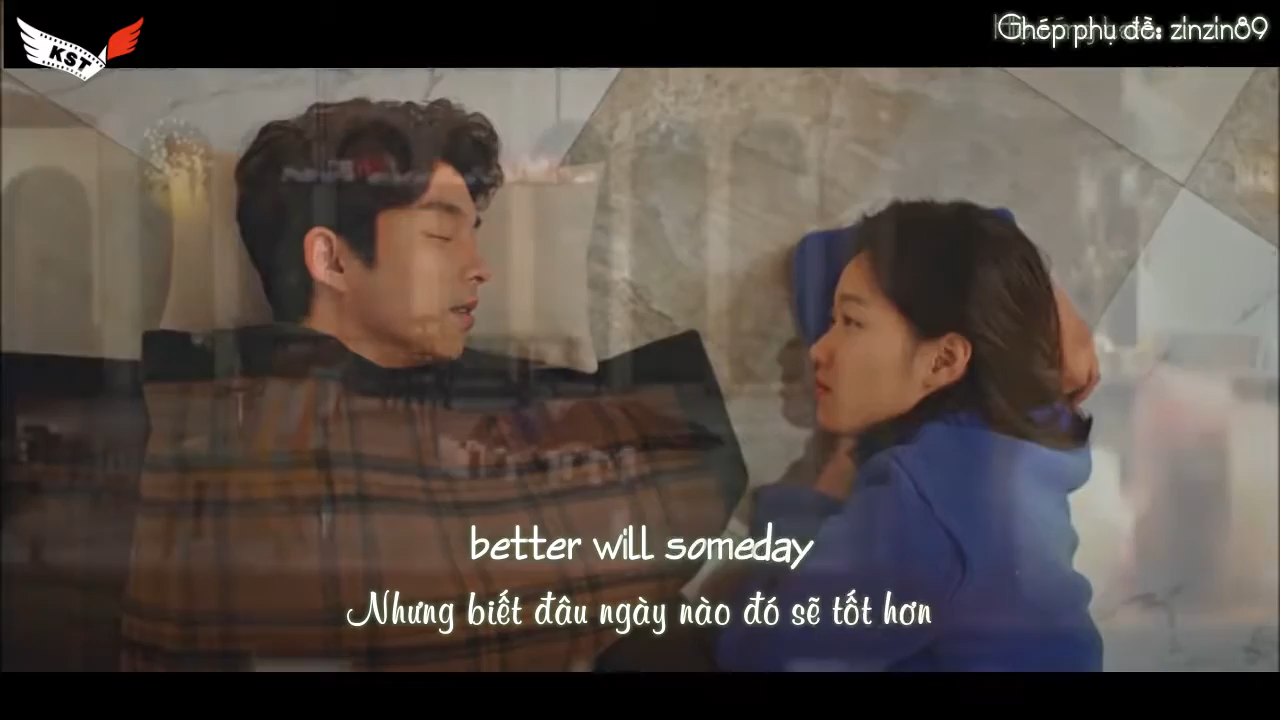 KST
Ghép phụ đề: zinzin89
better will someday
Nhưng biết đâu ngày nào đó sẽ tốt hơn